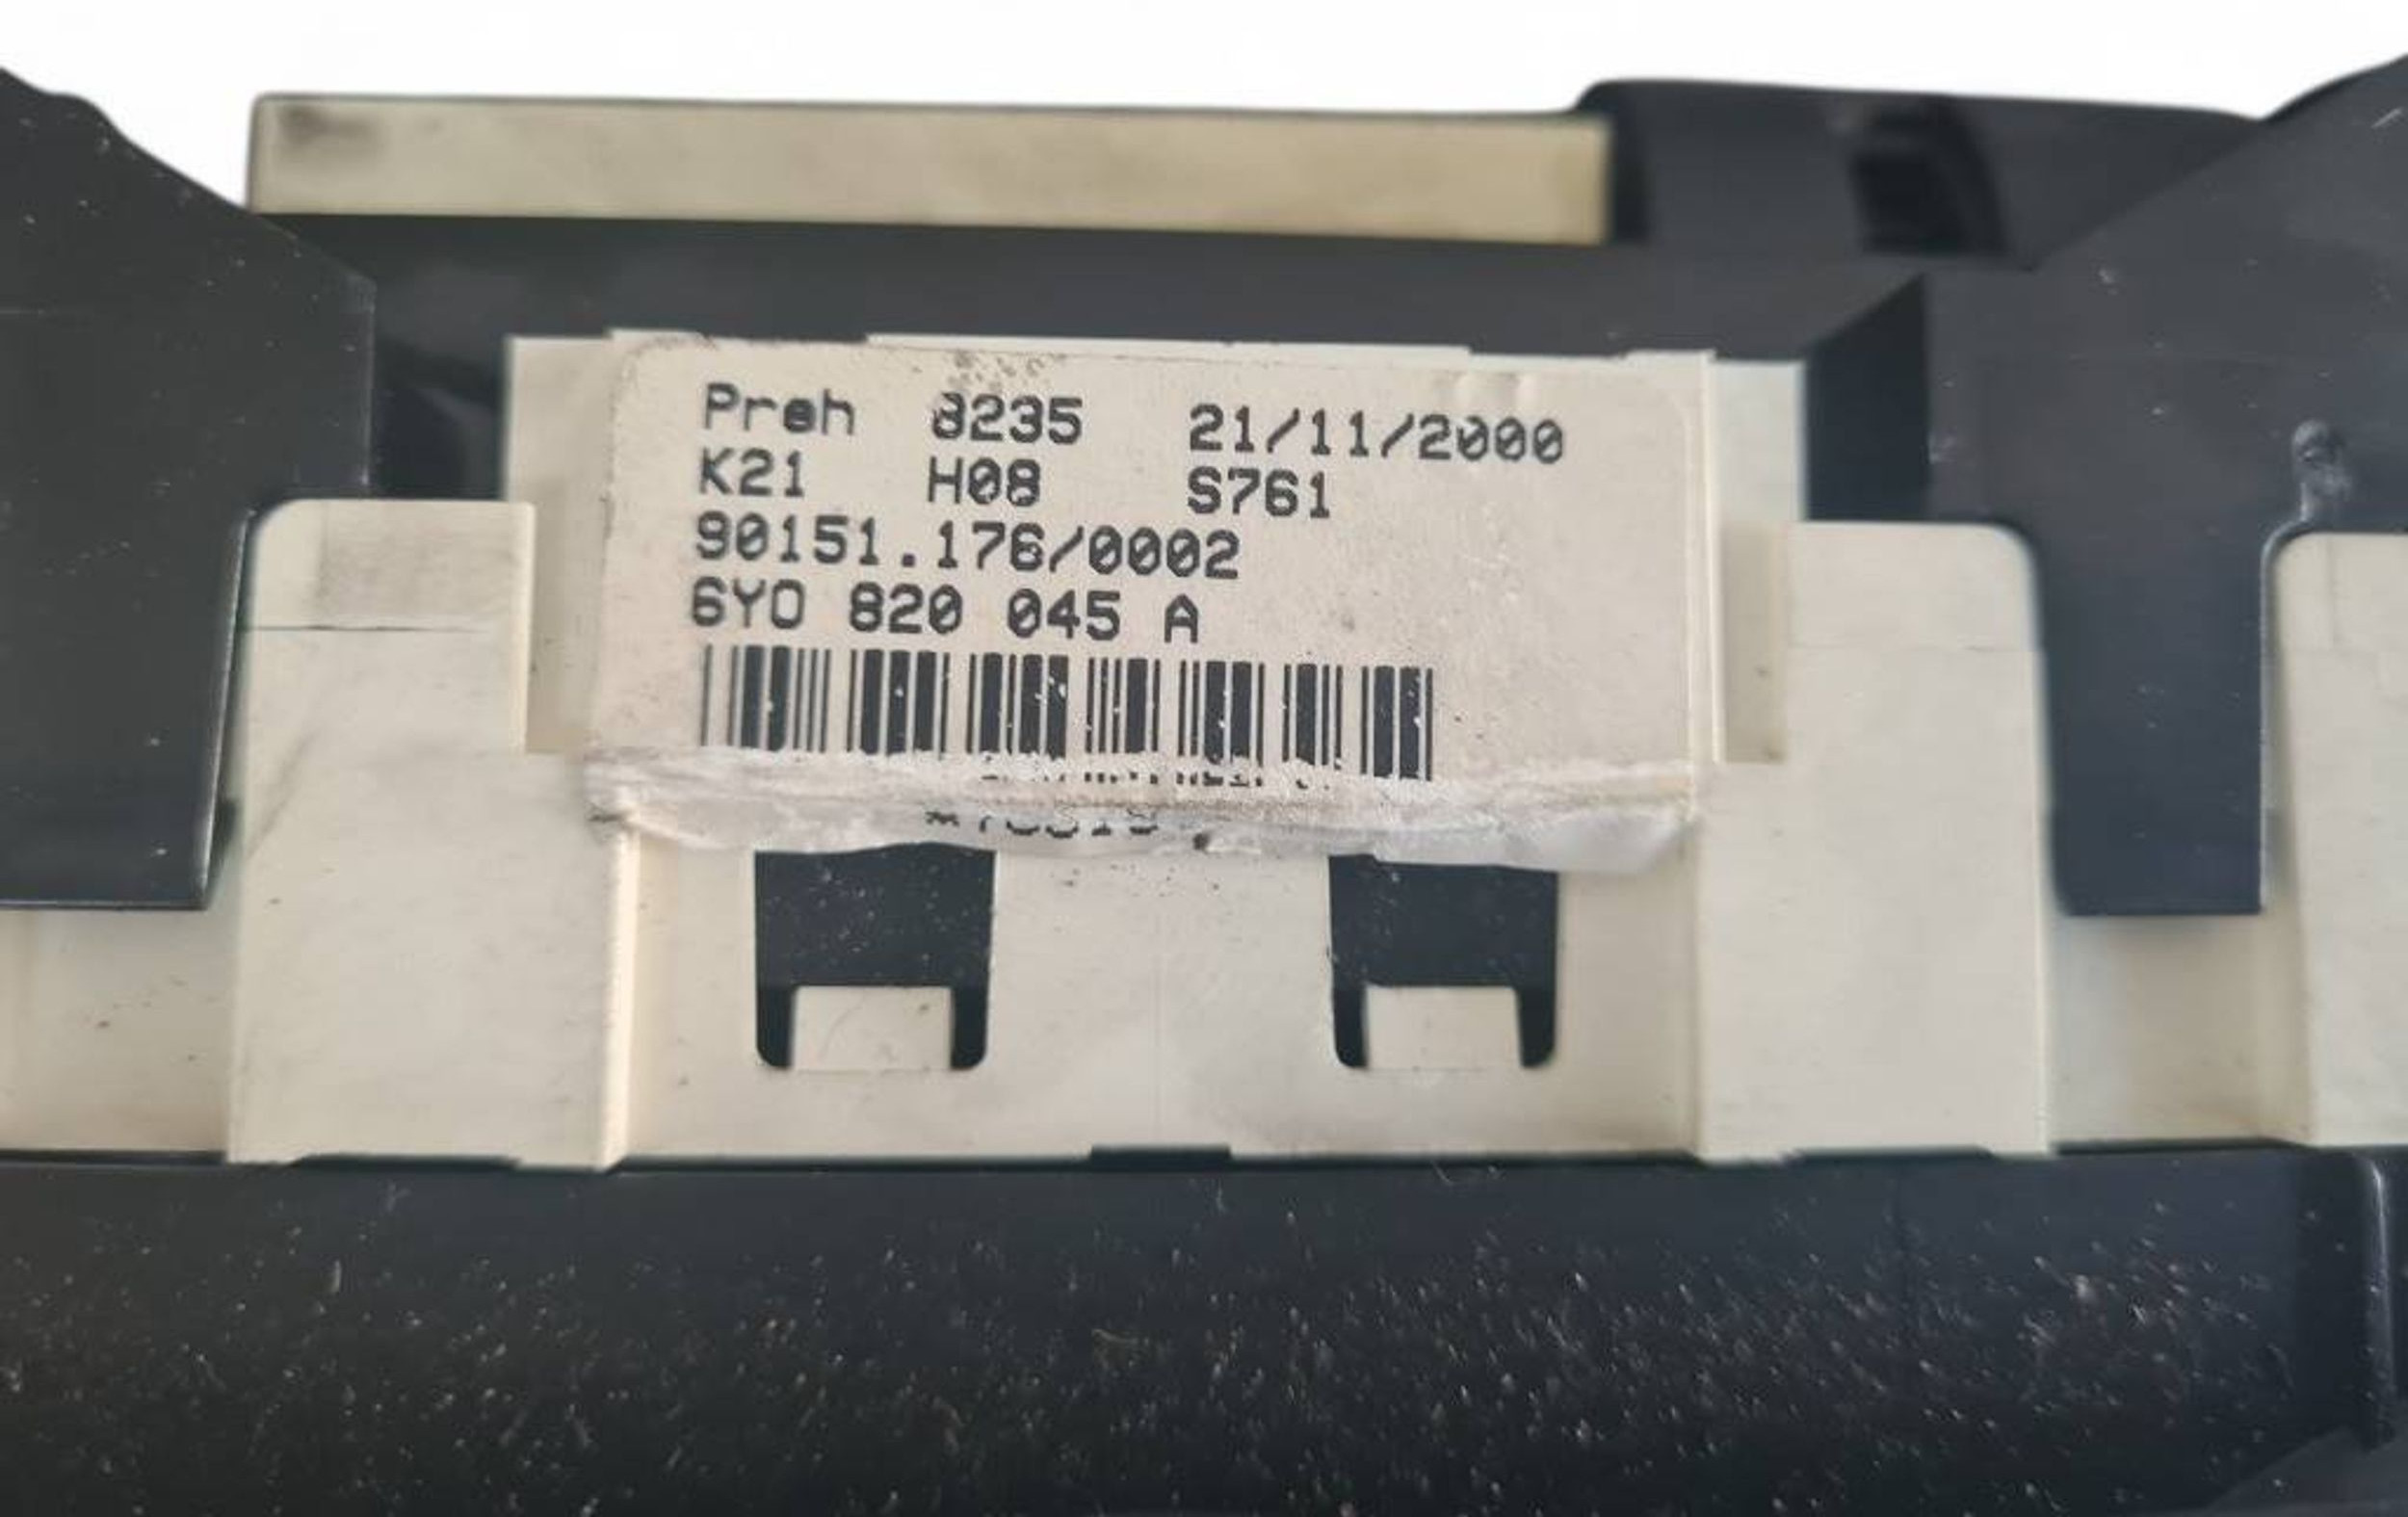 Preh 8235 21/11/2000
K21 H08 S761
90151.176/0002
6Y0 820 045 A